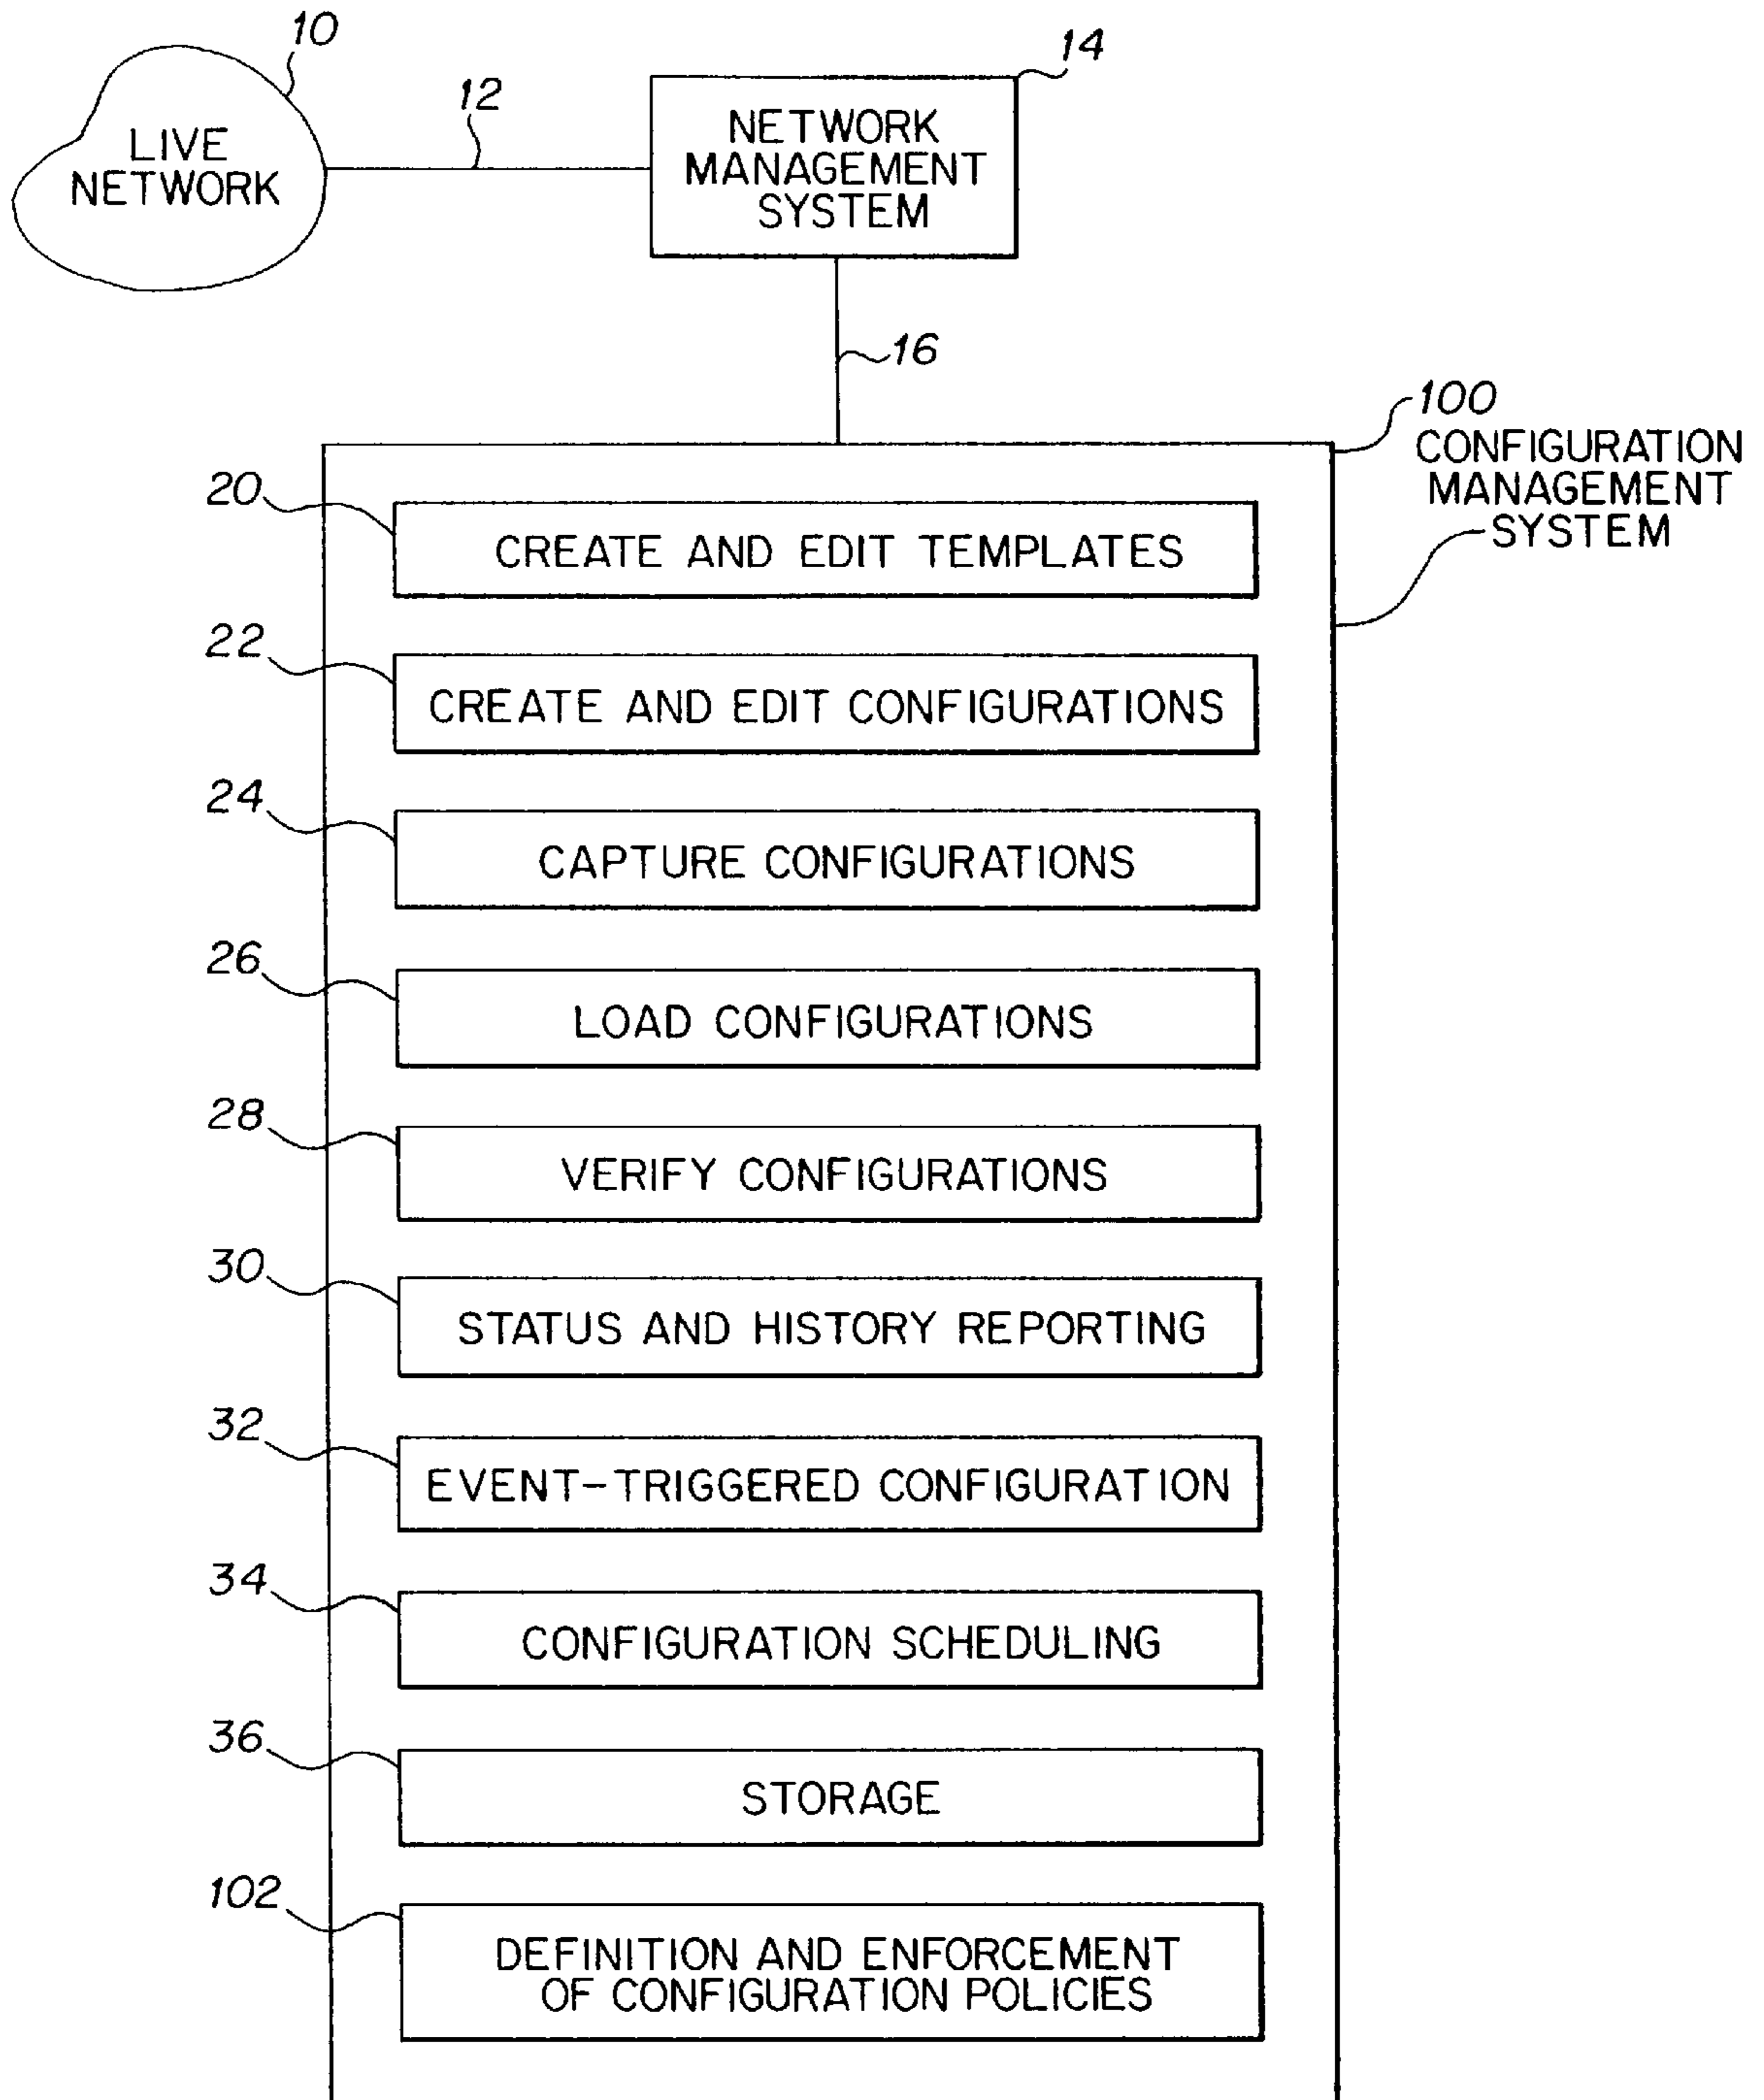 10
14
12
LIVE
NETWORK
NETWORK
MANAGEMENT
SYSTEM
16
100
CONFIGURATION
MANAGEMENT
SYSTEM
20
CREATE AND EDIT TEMPLATES
22
CREATE AND EDIT CONFIGURATIONS
24
CAPTURE CONFIGURATIONS
26
LOAD CONFIGURATIONS
28
VERIFY CONFIGURATIONS
30
STATUS AND HISTORY REPORTING
32
EVENT-TRIGGERED CONFIGURATION
34
CONFIGURATION SCHEDULING
36
STORAGE
102
DEFINITION AND ENFORCEMENT
OF CONFIGURATION POLICIES